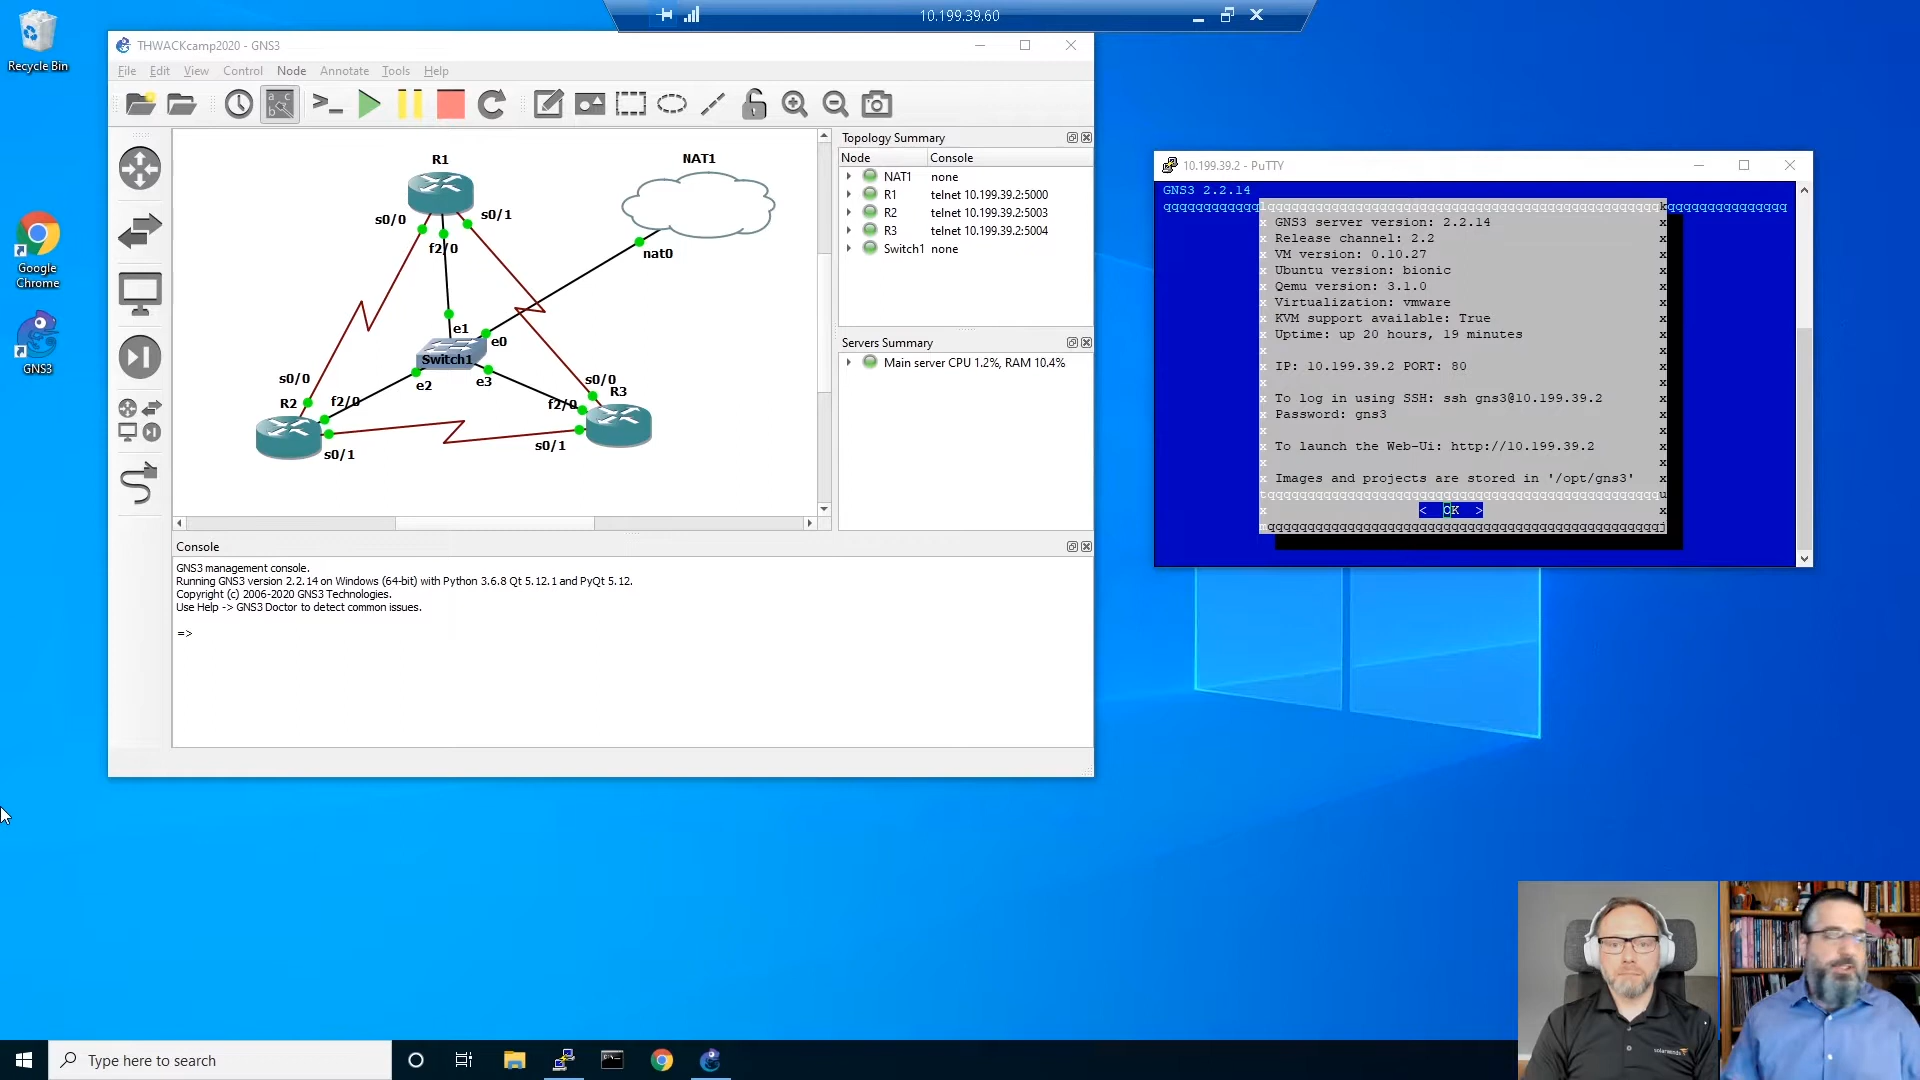 10.199.39.60
Recycle Bin
Google
Chrome
GNS3
THWACKcamp2020 - GNS3
File Edit View Control Node Annotate Tools Help
R1
NAT1
s0/0
s0/1
f2/0
nat0
e1
e0
Switch1
e2
e3
s0/0
R2
f2/0
s0/1
s0/0
R3
f2/0
s0/1
Topology Summary
Node Console
NAT1 none
R1 telnet 10.199.39.2:5000
R2 telnet 10.199.39.2:5003
R3 telnet 10.199.39.2:5004
Switch1 none
Servers Summary
Main server CPU 1.2%, RAM 10.4%
Console
GNS3 management console.
Running GNS3 version 2.2.14 on Windows (64-bit) with Python 3.6.8 Qt 5.12.1 and PyQt 5.12.
Copyright (c) 2006-2020 GNS3 Technologies.
Use Help -> GNS3 Doctor to detect common issues.
=>
10.199.39.2 - PuTTY
GNS3 2.2.14
x GNS3 server version: 2.2.14 x
x Release channel: 2.2 x
x VM version: 0.10.27 x
x Ubuntu version: bionic x
x Qemu version: 3.1.0 x
x Virtualization: vmware x
x KVM support available: True x
x Uptime: up 20 hours, 19 minutes x
x x
x IP: 10.199.39.2 PORT: 80 x
x x
x To log in using SSH: ssh gns3@10.199.39.2 x
x Password: gns3 x
x x
x To launch the Web-Ui: http://10.199.39.2 x
x x
x Images and projects are stored in '/opt/gns3' x
x < OK > x
solarwinds
Type here to search